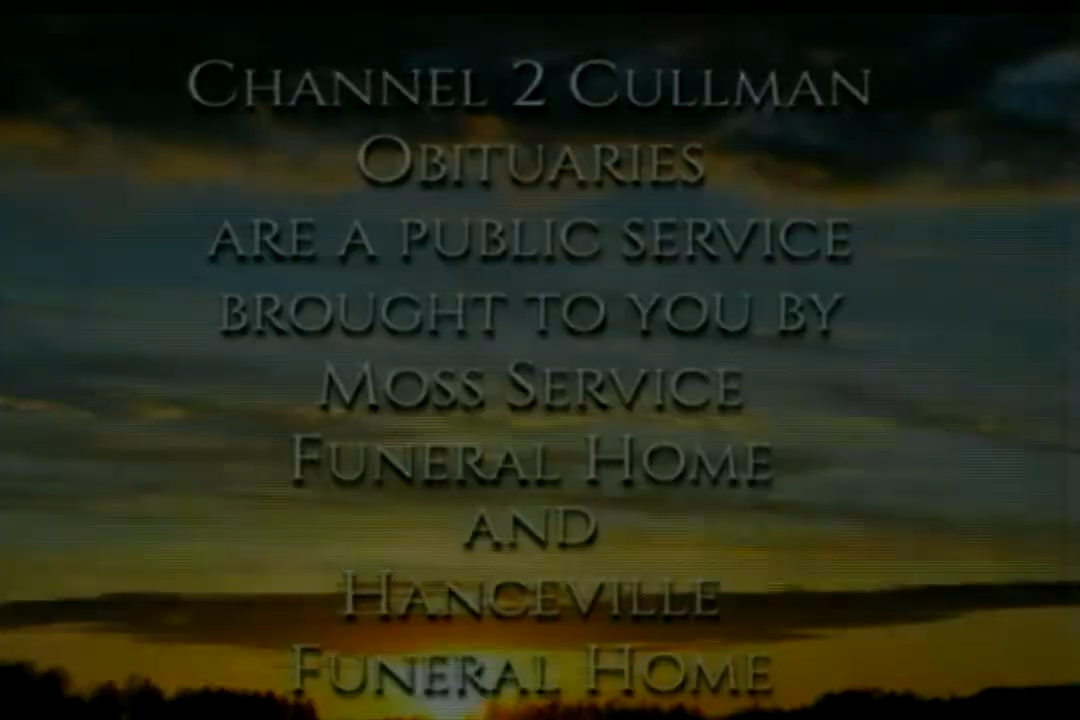 Channel 2 Cullman
Obituaries
are a public service
brought to you by
Moss Service
Funeral Home
and
Hanceville
Funeral Home